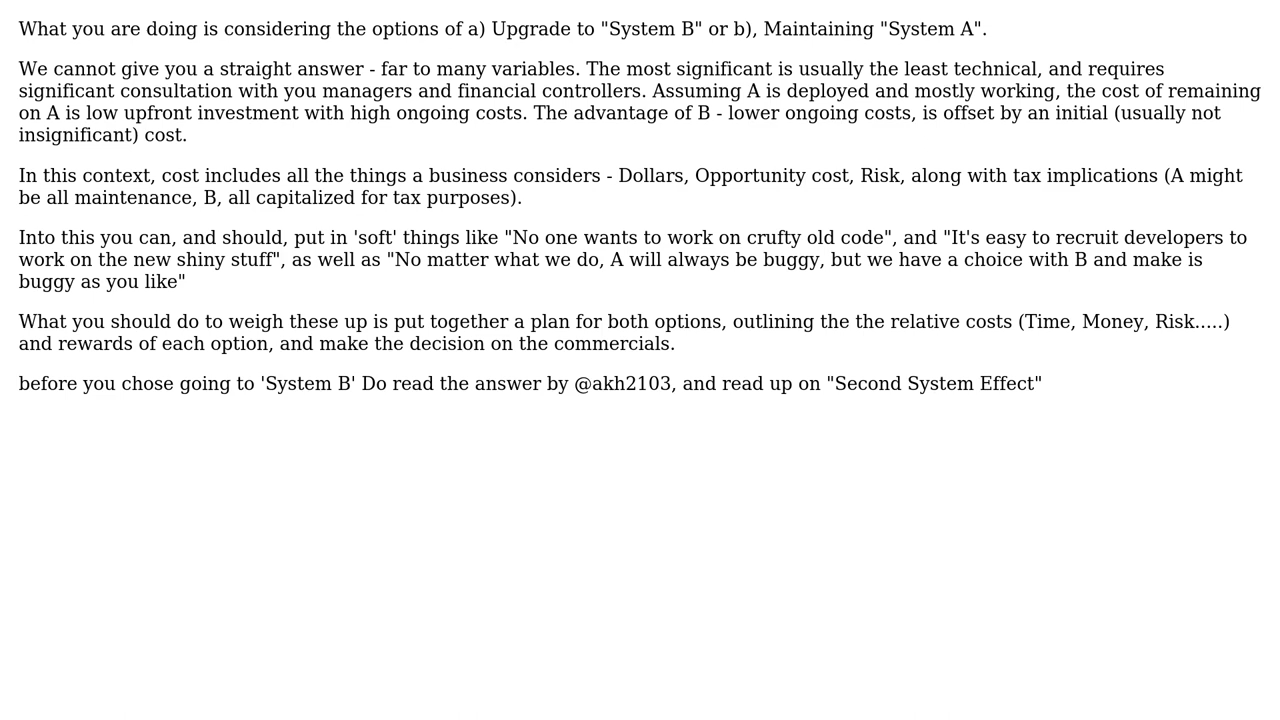 What you are doing is considering the options of a) Upgrade to "System B" or b), Maintaining "System A".
We cannot give you a straight answer - far to many variables. The most significant is usually the least technical, and requires
significant consultation with you managers and financial controllers. Assuming A is deployed and mostly working, the cost of remaining
on A is low upfront investment with high ongoing costs. The advantage of B - lower ongoing costs, is offset by an initial (usually not
insignificant) cost.
In this context, cost includes all the things a business considers - Dollars, Opportunity cost, Risk, along with tax implications (A might
be all maintenance, B, all capitalized for tax purposes).
Into this you can, and should, put in 'soft' things like "No one wants to work on crufty old code", and "It's easy to recruit developers to
work on the new shiny stuff", as well as "No matter what we do, A will always be buggy, but we have a choice with B and make is
buggy as you like"
What you should do to weigh these up is put together a plan for both options, outlining the the relative costs (Time, Money, Risk.....)
and rewards of each option, and make the decision on the commercials.
before you chose going to 'System B' Do read the answer by @akh2103, and read up on "Second System Effect"